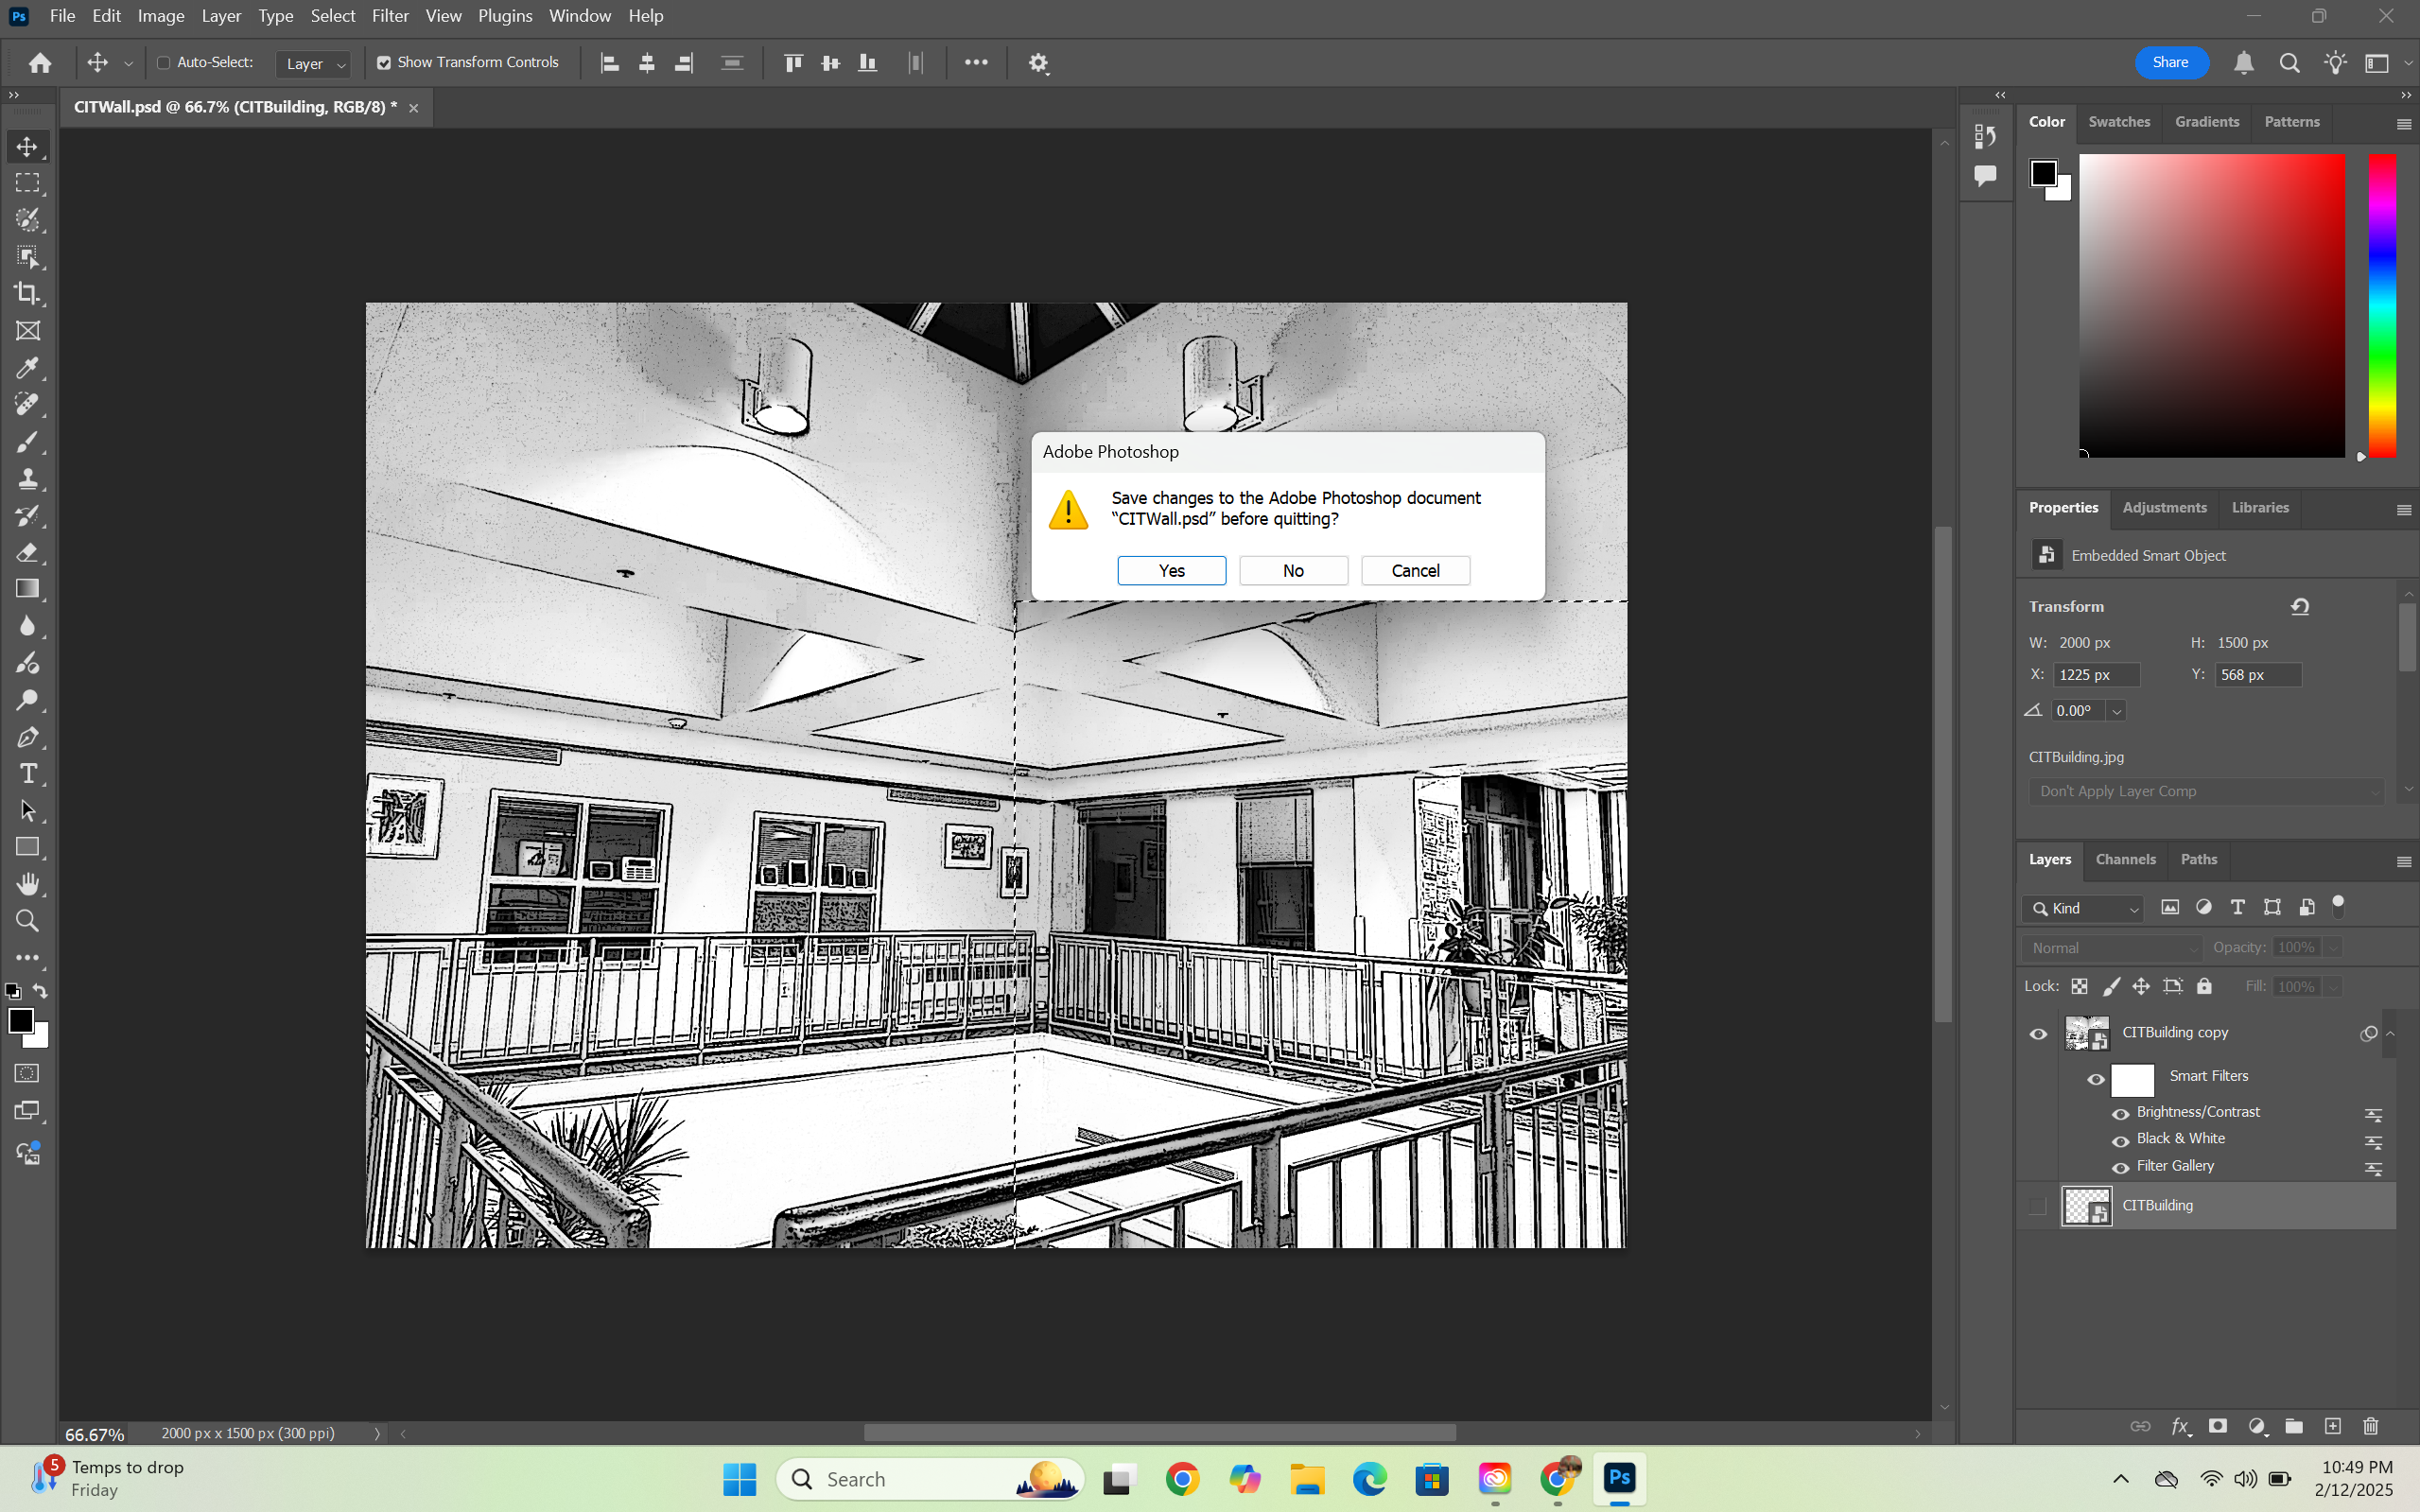 Ps File Edit Image Layer Type Select Filter View Plugins Window Help
Auto-Select: Layer Show Transform Controls Share
CITWall.psd @ 66.7% (CITBuilding, RGB/8) *
Color Swatches Gradients Patterns
Adobe Photoshop
Save changes to the Adobe Photoshop document
“CITWall.psd” before quitting?
Yes No Cancel
Properties Adjustments Libraries
Embedded Smart Object
Transform
W: 2000 px H: 1500 px
X: 1225 px Y: 568 px
0.00°
CITBuilding.jpg
Don't Apply Layer Comp
Layers Channels Paths
Kind
Normal Opacity: 100%
Lock: Fill: 100%
CITBuilding copy
Smart Filters
Brightness/Contrast
Black & White
Filter Gallery
CITBuilding
66.67% 2000 px x 1500 px (300 ppi)
5 Temps to drop
Friday
Search
Ps
10:49 PM
2/12/2025